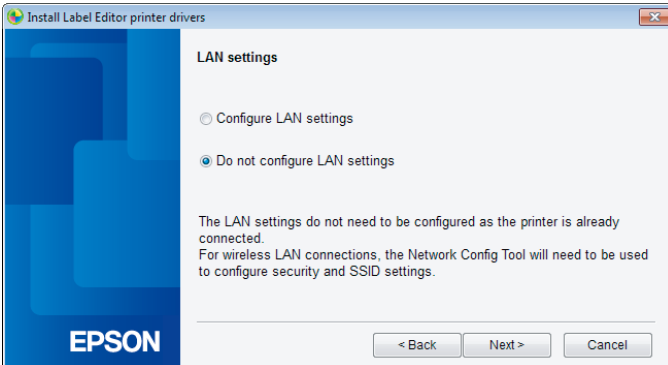 Install Label Editor printer drivers
LAN settings
Configure LAN settings
Do not configure LAN settings
The LAN settings do not need to be configured as the printer is already
connected.
For wireless LAN connections, the Network Config Tool will need to be used
to configure security and SSID settings.
EPSON
< Back
Next >
Cancel